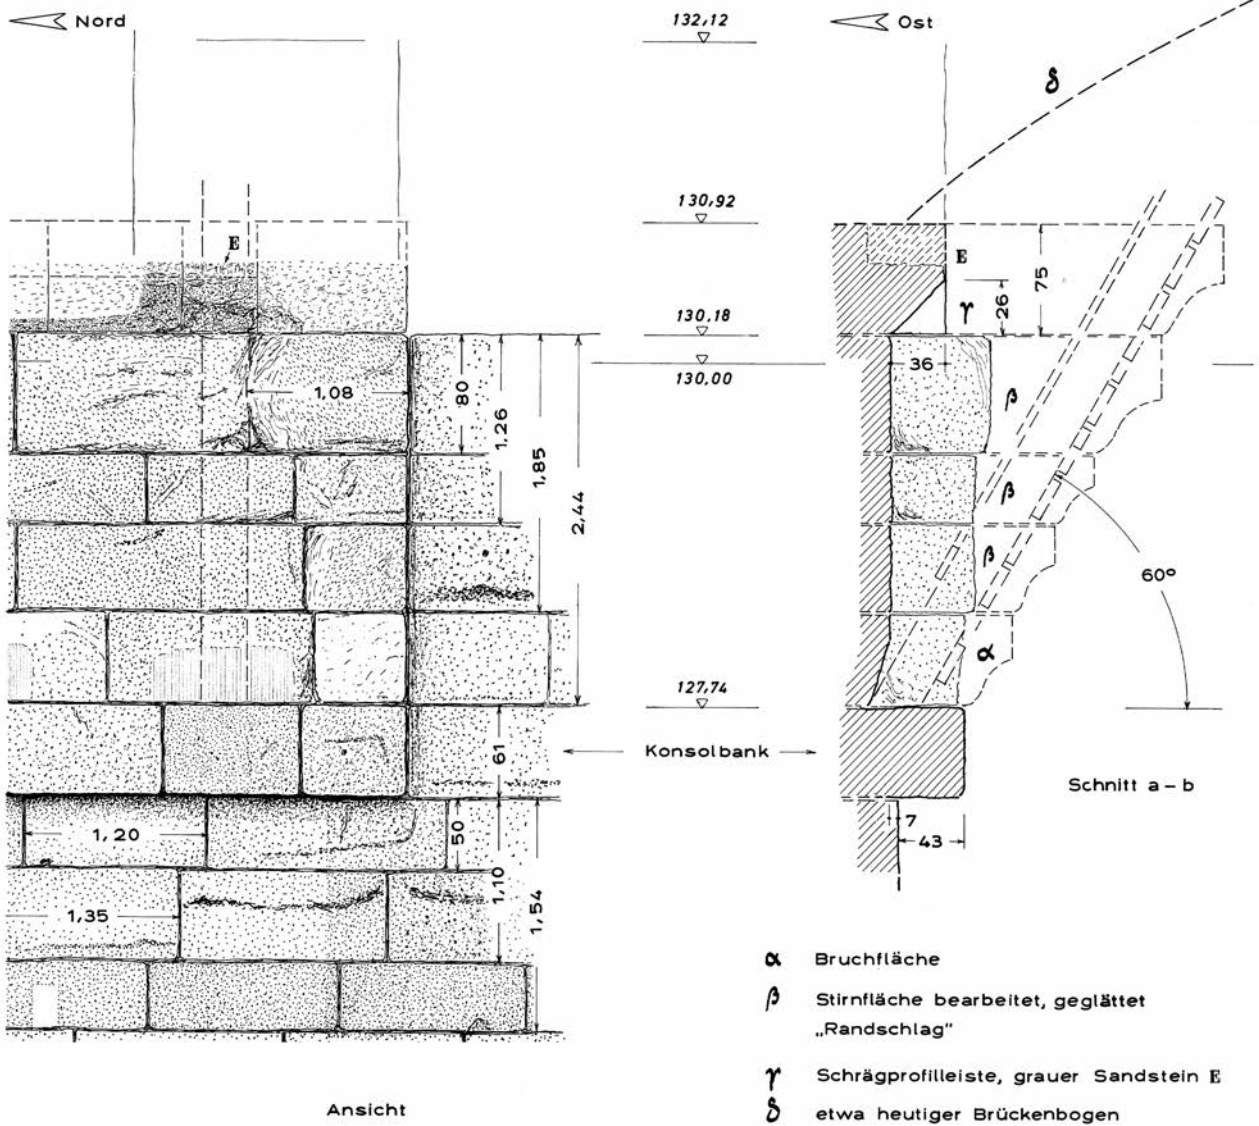 Nord
132,12
Ost
δ
130,92
E
E
75
γ
26
130,18
130,00
36
1,08
80
1,26
1,85
2,44
β
β
β
60°
α
127,74
61
Konsolbank
Schnitt a – b
7
43
1,20
50
1,10
1,54
1,35
α Bruchfläche
β Stirnfläche bearbeitet, geglättet
„Randschlag"
γ Schrägprofilleiste, grauer Sandstein E
δ etwa heutiger Brückenbogen
Ansicht